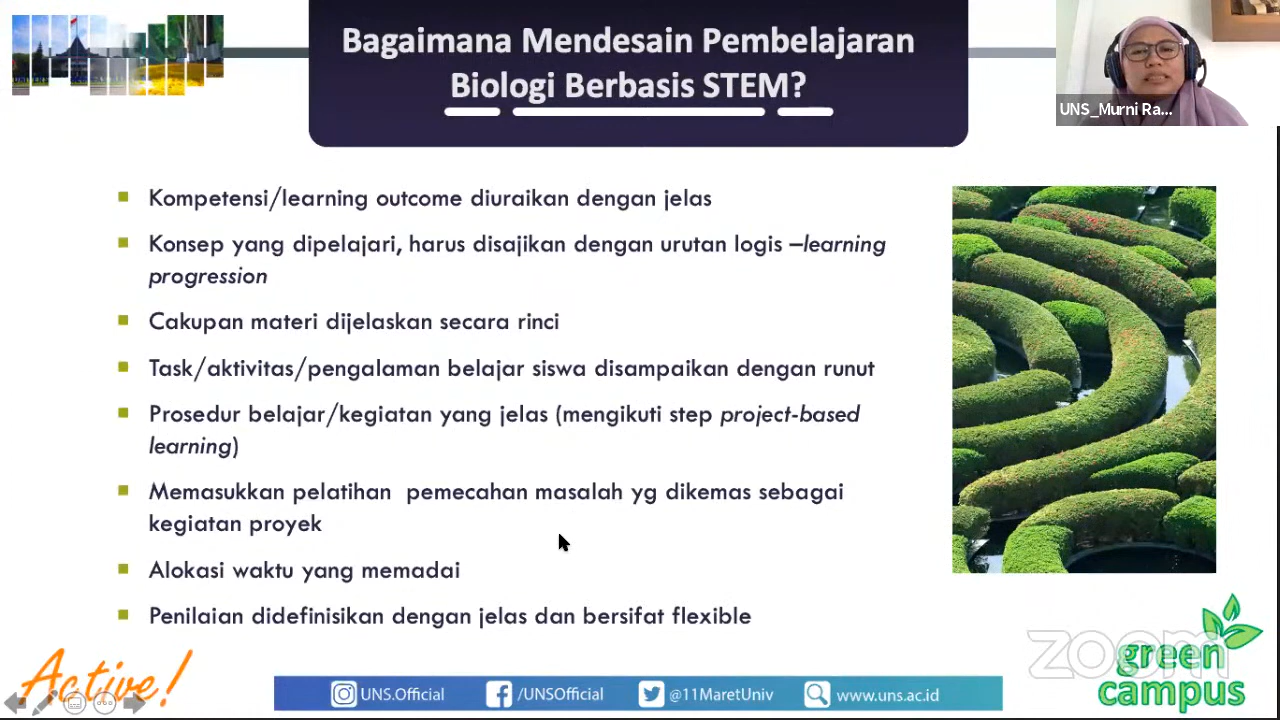 Bagaimana Mendesain Pembelajaran
Biologi Berbasis STEM?
UNS_Murni Ra...
Kompetensi/learning outcome diuraikan dengan jelas
Konsep yang dipelajari, harus disajikan dengan urutan logis –learning
progression
Cakupan materi dijelaskan secara rinci
Task/aktivitas/pengalaman belajar siswa disampaikan dengan runut
Prosedur belajar/kegiatan yang jelas (mengikuti step project-based
learning)
Memasukkan pelatihan  pemecahan masalah yg dikemas sebagai
kegiatan proyek
Alokasi waktu yang memadai
Penilaian didefinisikan dengan jelas dan bersifat flexible
Active!
UNS.Official
/UNSOfficial
@11MaretUniv
www.uns.ac.id
zoom
green
campus